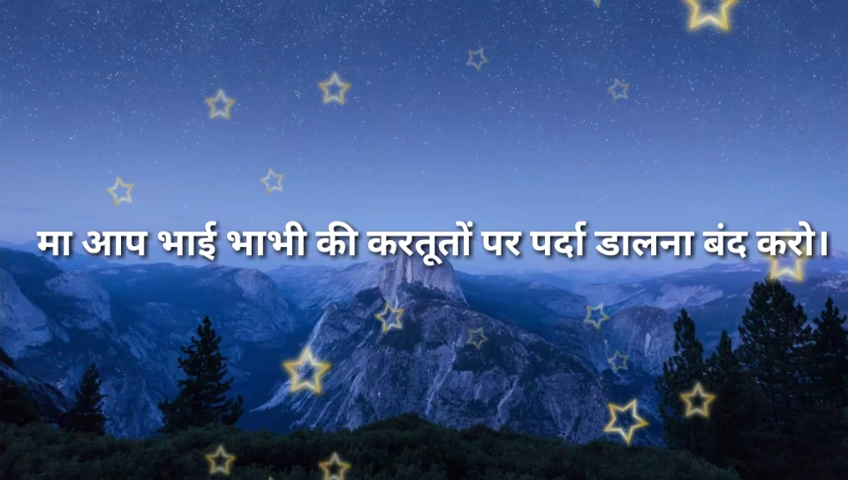 मा आप भाई भाभी की करतूतों पर पर्दा डालना बंद करो।